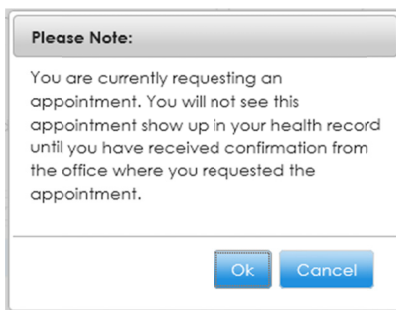 Please Note:
You are currently requesting an
appointment. You will not see this
appointment show up in your health record
until you have received confirmation from
the office where you requested the
appointment.
Ok Cancel